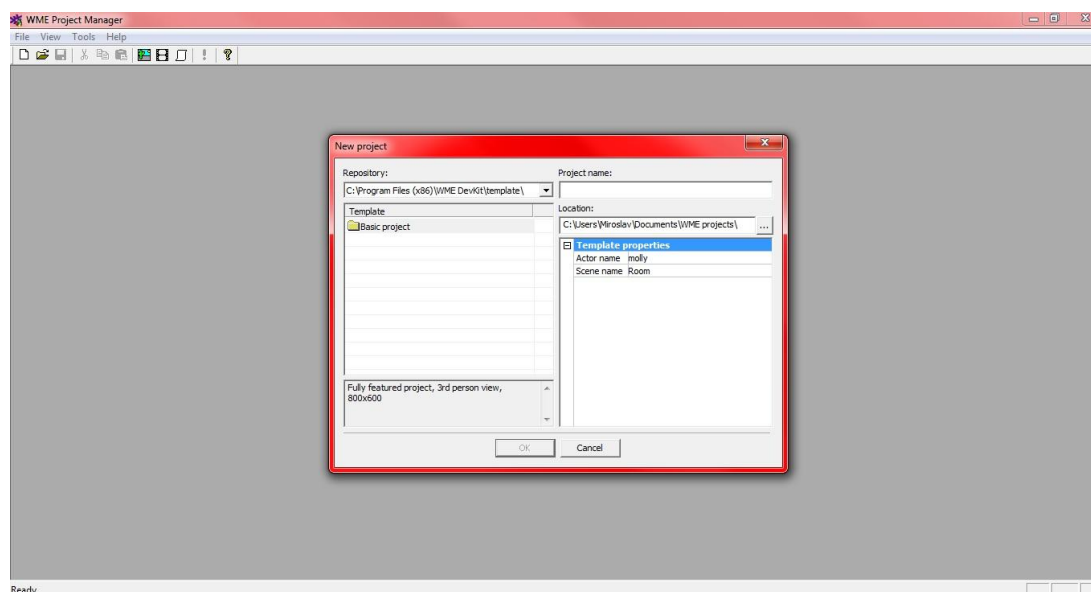 WME Project Manager
File View Tools Help
New project
Repository:
Project name:
C:\Program Files (x86)\WME DevKit\template\
Template
Location:
Basic project
C:\Users\Miroslav\Documents\WME projects\
...
Template properties
Actor name molly
Scene name Room
Fully featured project, 3rd person view,
800x600
OK
Cancel
Ready